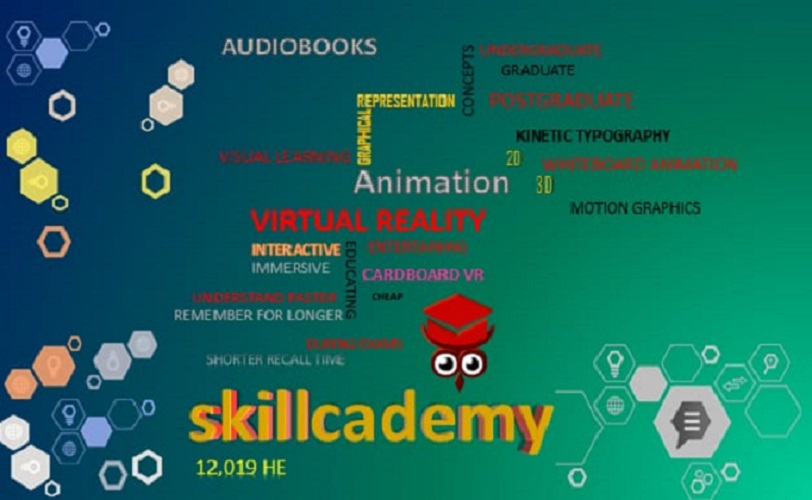 AUDIOBOOKS
CONCEPTS
UNDERGRADUATE
GRADUATE
POSTGRADUATE
GRAPHICAL
REPRESENTATION
KINETIC TYPOGRAPHY
VISUAL LEARNING
2D
WHITEBOARD ANIMATION
Animation
3D
MOTION GRAPHICS
VIRTUAL REALITY
INTERACTIVE
EDUCATING
ENTERTAINING
IMMERSIVE
CARDBOARD VR
UNDERSTAND FASTER
CHEAP
REMEMBER FOR LONGER
DURING EXAMS
SHORTER RECALL TIME
skillcademy
12,019 HE